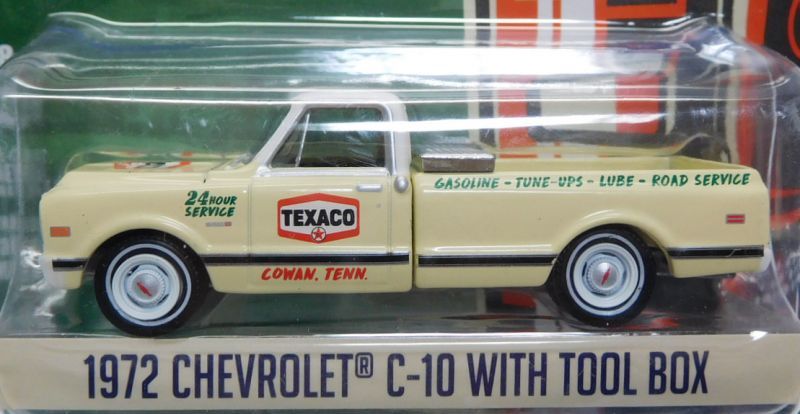 24 HOUR
SERVICE
TEXACO
COWAN, TENN.
GASOLINE - TUNE-UPS - LUBE - ROAD SERVICE
1972 CHEVROLET® C-10 WITH TOOL BOX